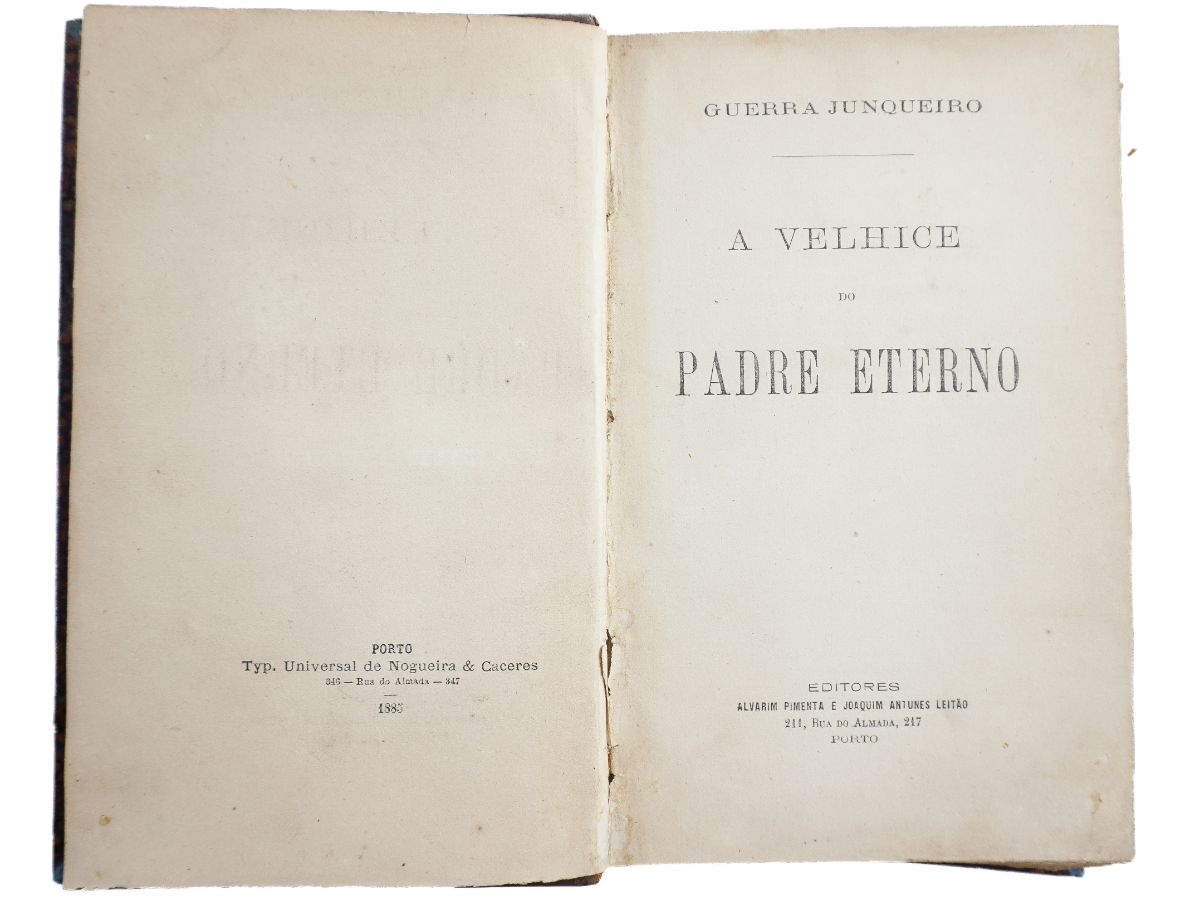 PORTO
Typ. Universal de Nogueira & Caceres
346 — Rua do Almada — 347
1885
GUERRA JUNQUEIRO
A VELHICE
DO
PADRE ETERNO
EDITORES
ALVARIM PIMENTA E JOAQUIM ANTUNES LEITÃO
211, RUA DO ALMADA, 217
PORTO